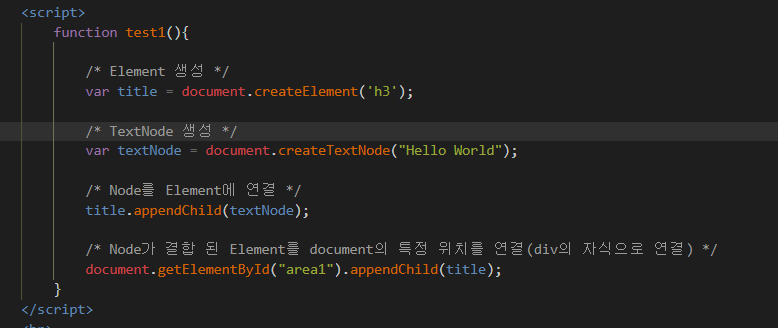 <script>
function test1(){
/* Element 생성 */
var title = document.createElement('h3');
/* TextNode 생성 */
var textNode = document.createTextNode("Hello World");
/* Node를 Element에 연결 */
title.appendChild(textNode);
/* Node가 결합 된 Element를 document의 특정 위치를 연결(div의 자식으로 연결) */
document.getElementById("area1").appendChild(title);
}
</script>